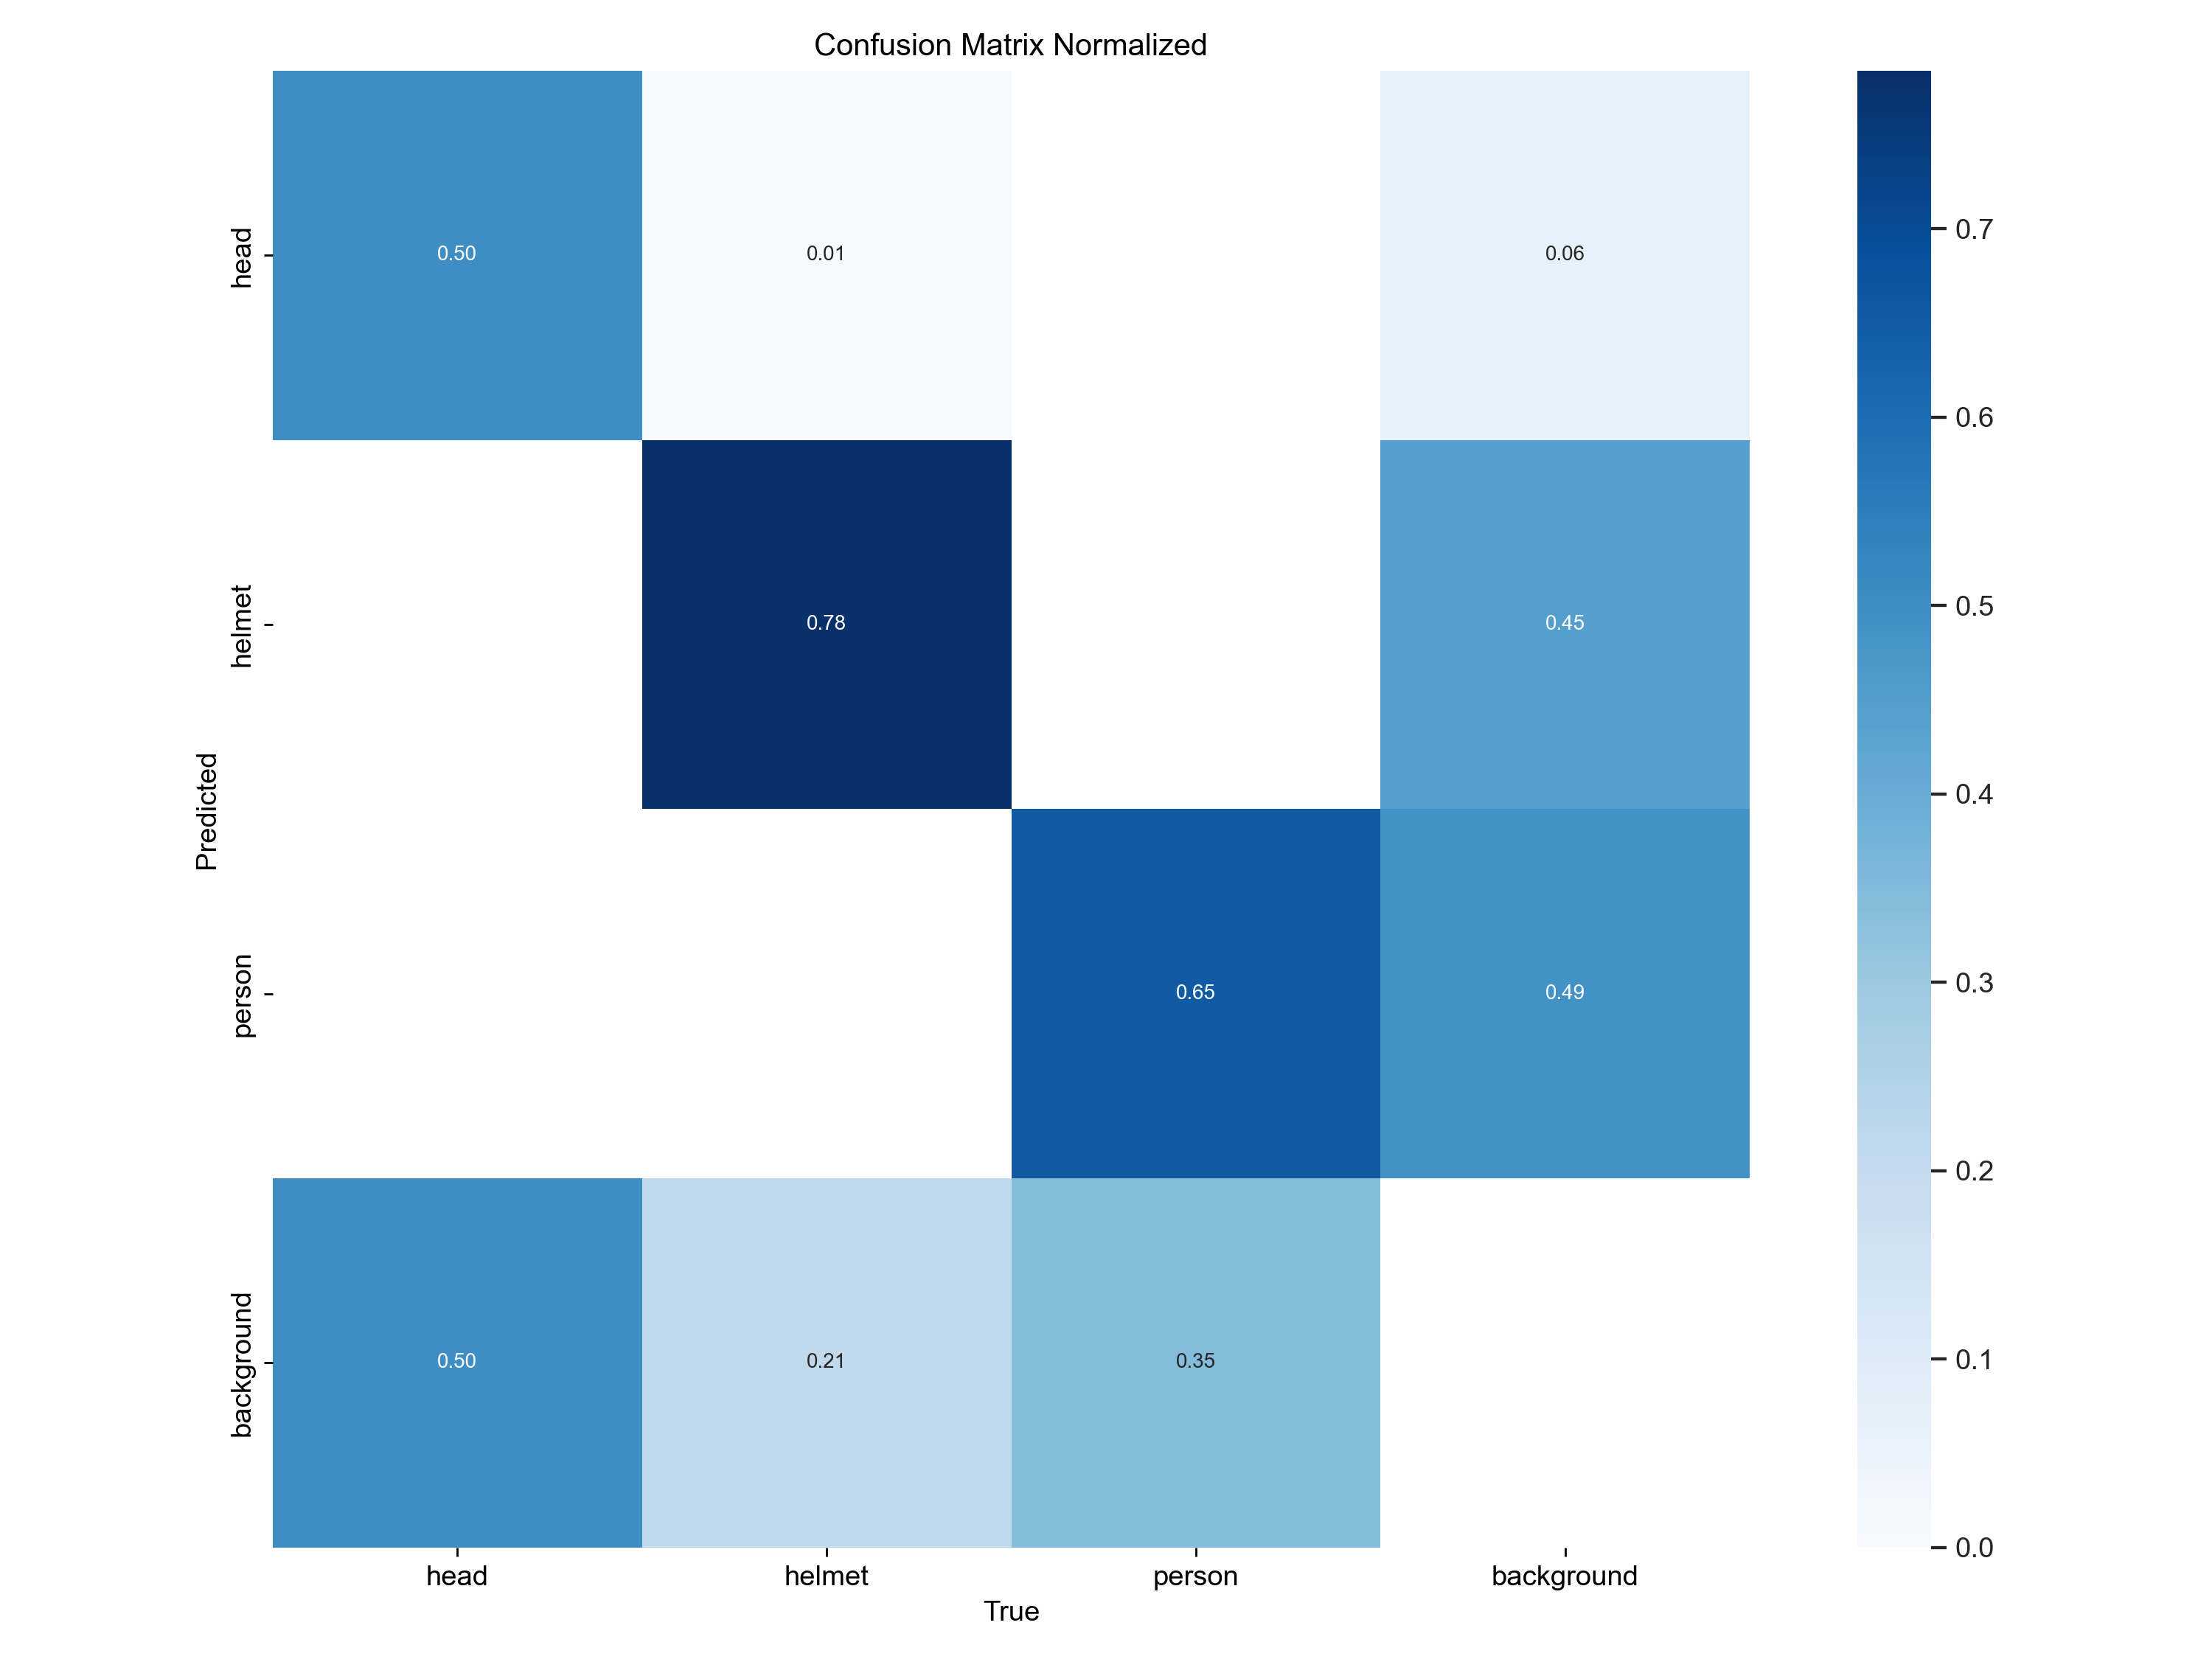 Confusion Matrix Normalized
Predicted
head
0.50
0.01
0.06
helmet
0.78
0.45
person
0.65
0.49
background
0.50
0.21
0.35
head
helmet
person
background
True
0.7
0.6
0.5
0.4
0.3
0.2
0.1
0.0